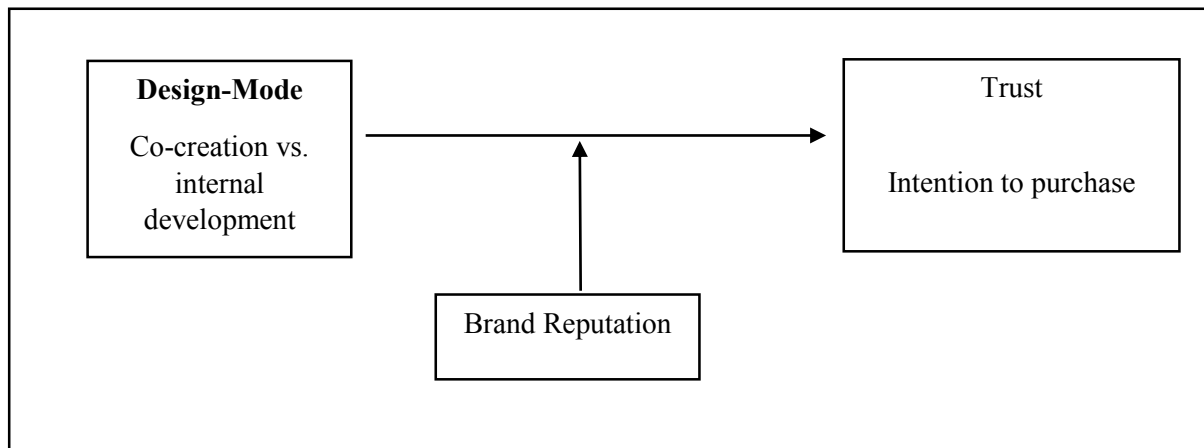 Design-Mode
Co-creation vs.
internal
development
Trust
Intention to purchase
Brand Reputation